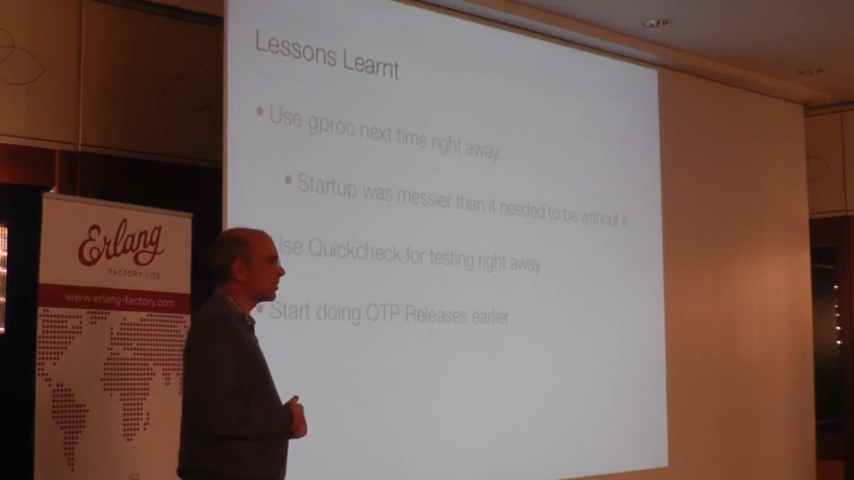 Lessons Learnt
• Use gproc next time right away
• Startup was messier than it needed to be without it
Use Quickcheck for testing right away
• Start doing OTP Releases earlier
Erlang
FACTORY LITE
www.erlang-factory.com